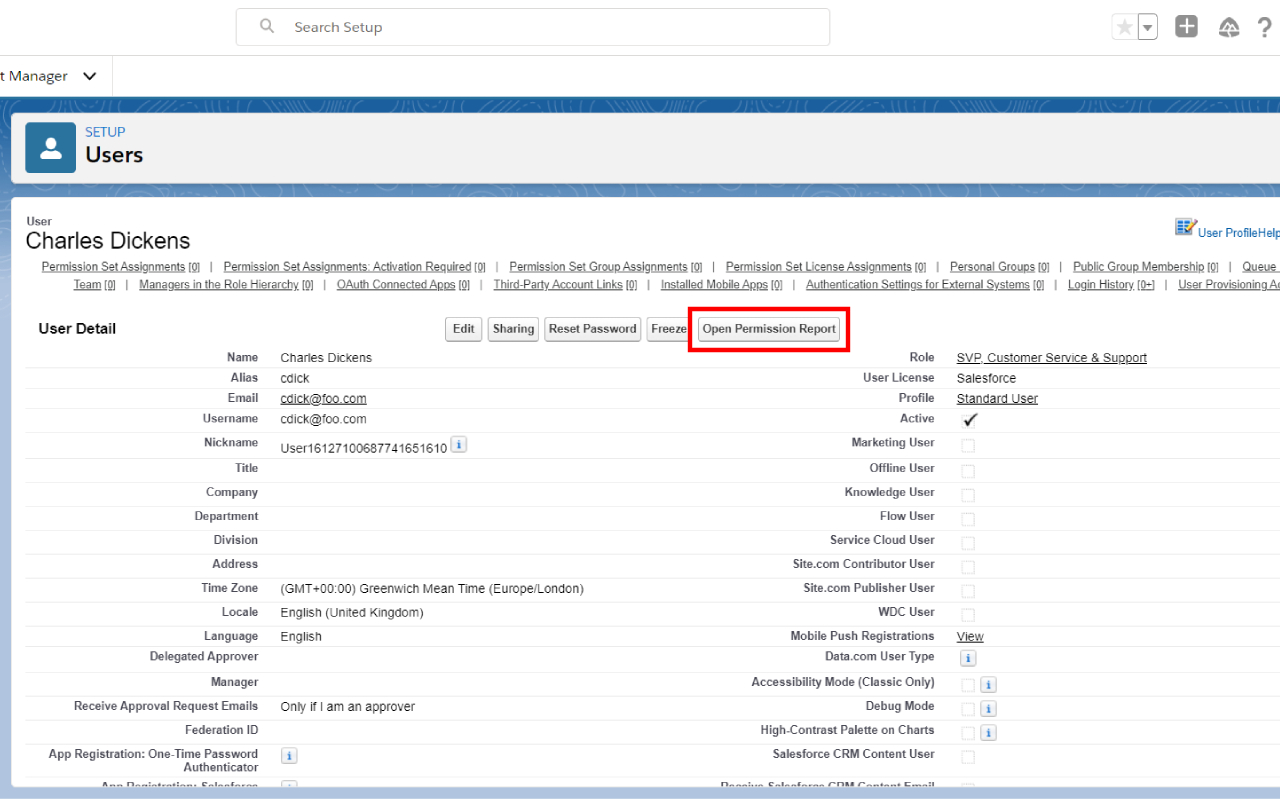 Search Setup
t Manager
SETUP
Users
User
Charles Dickens
User ProfileHelp
Permission Set Assignments [0] | Permission Set Assignments: Activation Required [0] | Permission Set Group Assignments [0] | Permission Set License Assignments [0] | Personal Groups [0] | Public Group Membership [0] | Queue
Team [0] | Managers in the Role Hierarchy [0] | OAuth Connected Apps [0] | Third-Party Account Links [0] | Installed Mobile Apps [0] | Authentication Settings for External Systems [0] | Login History [0+] | User Provisioning Ac
User Detail Edit Sharing Reset Password Freeze Open Permission Report
Name Charles Dickens Role SVP, Customer Service & Support
Alias cdick User License Salesforce
Email cdick@foo.com Profile Standard User
Username cdick@foo.com Active
Nickname User16127100687741651610 Marketing User
Title Offline User
Company Knowledge User
Department Flow User
Division Service Cloud User
Address Site.com Contributor User
Time Zone (GMT+00:00) Greenwich Mean Time (Europe/London) Site.com Publisher User
Locale English (United Kingdom) WDC User
Language English Mobile Push Registrations View
Delegated Approver Data.com User Type
Manager Accessibility Mode (Classic Only)
Receive Approval Request Emails Only if I am an approver Debug Mode
Federation ID High-Contrast Palette on Charts
App Registration: One-Time Password Salesforce CRM Content User
Authenticator
App Registration: Salesforce Receive Salesforce CRM Content Email